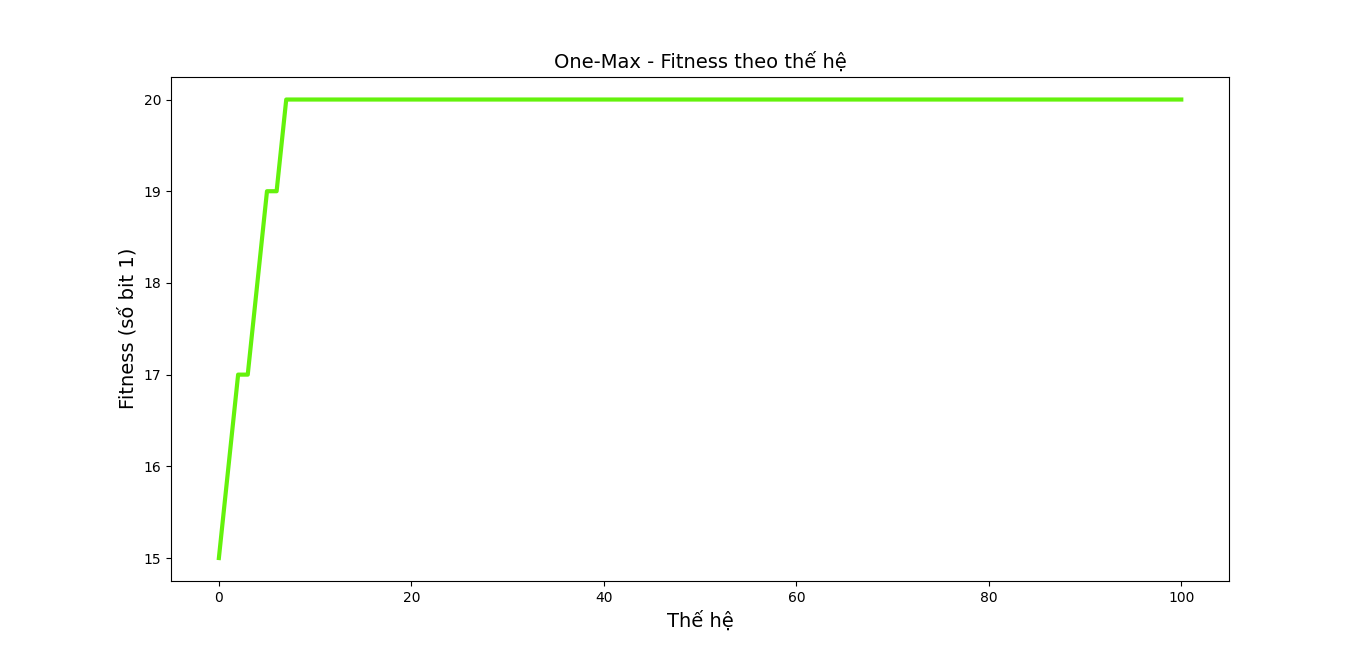 One-Max - Fitness theo thế hệ
20
19
18
17
16
15
Fitness (số bit 1)
0 20 40 60 80 100
Thế hệ